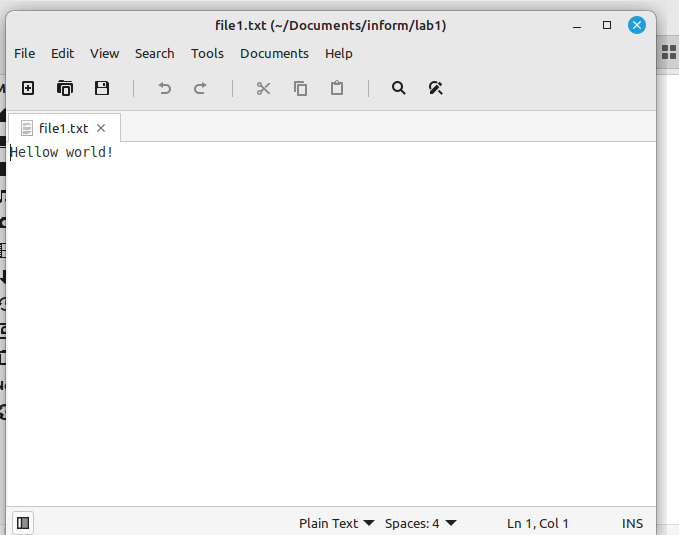 file1.txt (~/Documents/inform/lab1)
File Edit View Search Tools Documents Help
file1.txt
Hellow world!
Plain Text Spaces: 4 Ln 1, Col 1 INS